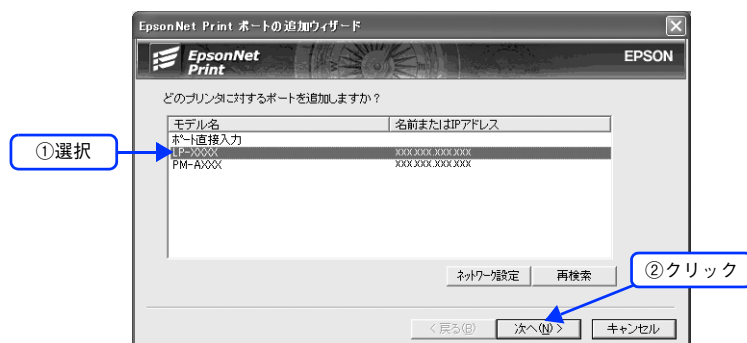 EpsonNet Print ポートの追加ウィザード
EpsonNet Print
EPSON
どのプリンタに対するポートを追加しますか？
モデル名 名前またはIPアドレス
ポート直接入力
①選択
LP-XXXX XXX.XXX.XXX.XXX
PM-AXXX XXX.XXX.XXX.XXX
ネットワーク設定 再検索
②クリック
< 戻る(B) 次へ(N) > キャンセル